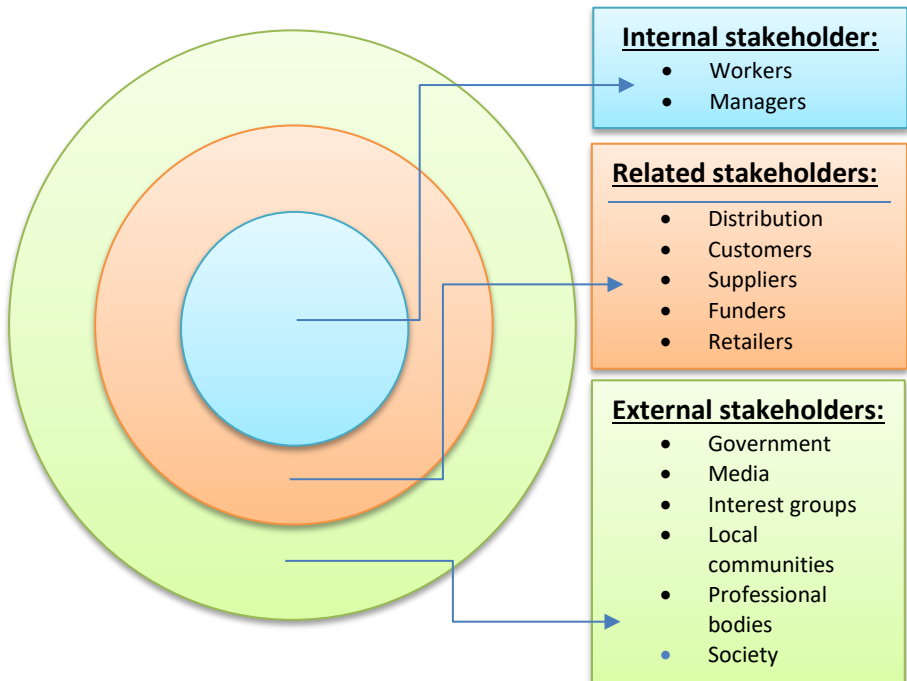 Internal stakeholder:
• Workers
• Managers
Related stakeholders:
• Distribution
• Customers
• Suppliers
• Funders
• Retailers
External stakeholders:
• Government
• Media
• Interest groups
• Local
communities
• Professional
bodies
• Society